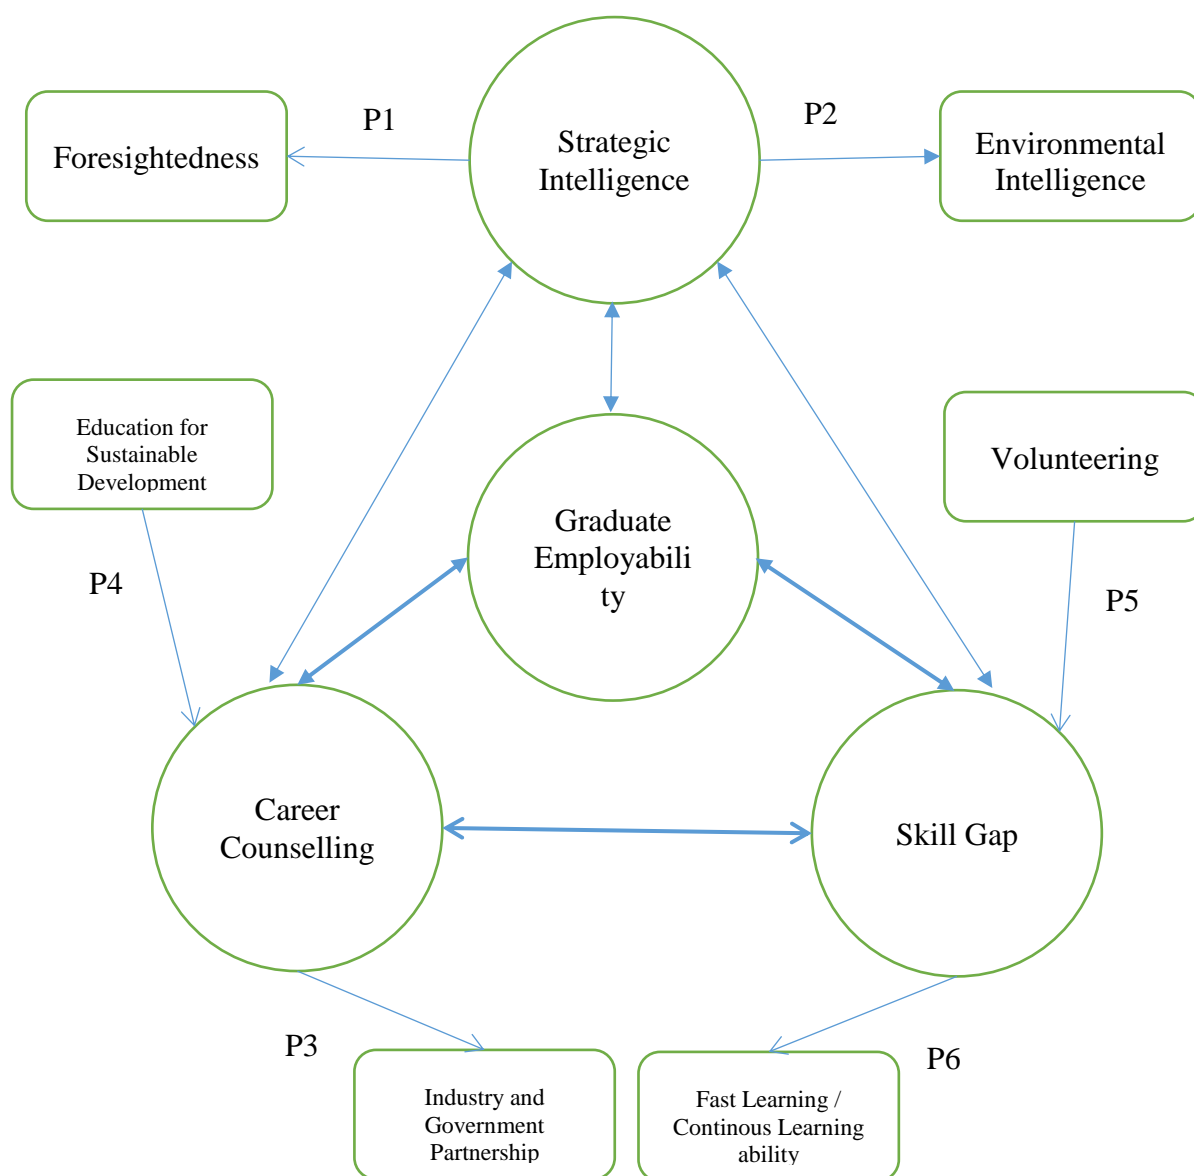 P1
P2
Foresightedness
Strategic
Intelligence
Environmental
Intelligence
Education for
Sustainable
Development
Volunteering
Graduate
Employabili
ty
P4
P5
Career
Counselling
Skill Gap
P3
P6
Industry and
Government
Partnership
Fast Learning /
Continous Learning
ability